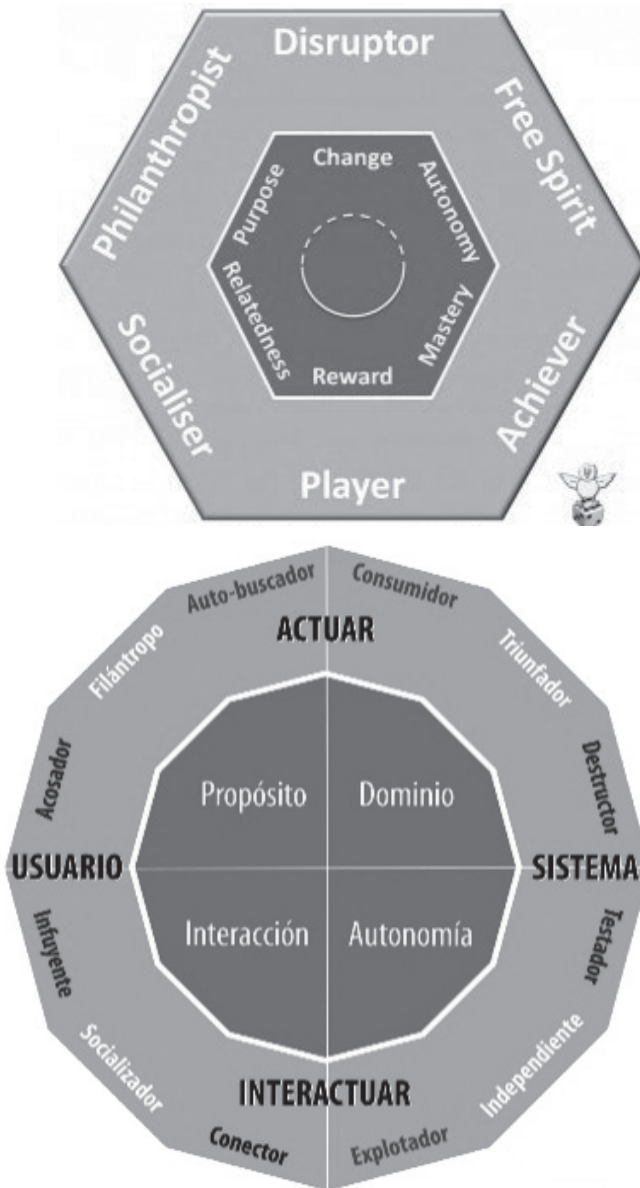 Disruptor
Philanthropist
Free Spirit
Change
Purpose
Autonomy
Relatedness
Mastery
Reward
Socialiser
Achiever
Player
Auto-buscador
Consumidor
ACTUAR
Filántropo
Triunfador
Acosador
Destructor
Propósito
Dominio
USUARIO
SISTEMA
Infuyente
Testador
Interacción
Autonomía
Socializador
Independiente
INTERACTUAR
Conector
Explotador